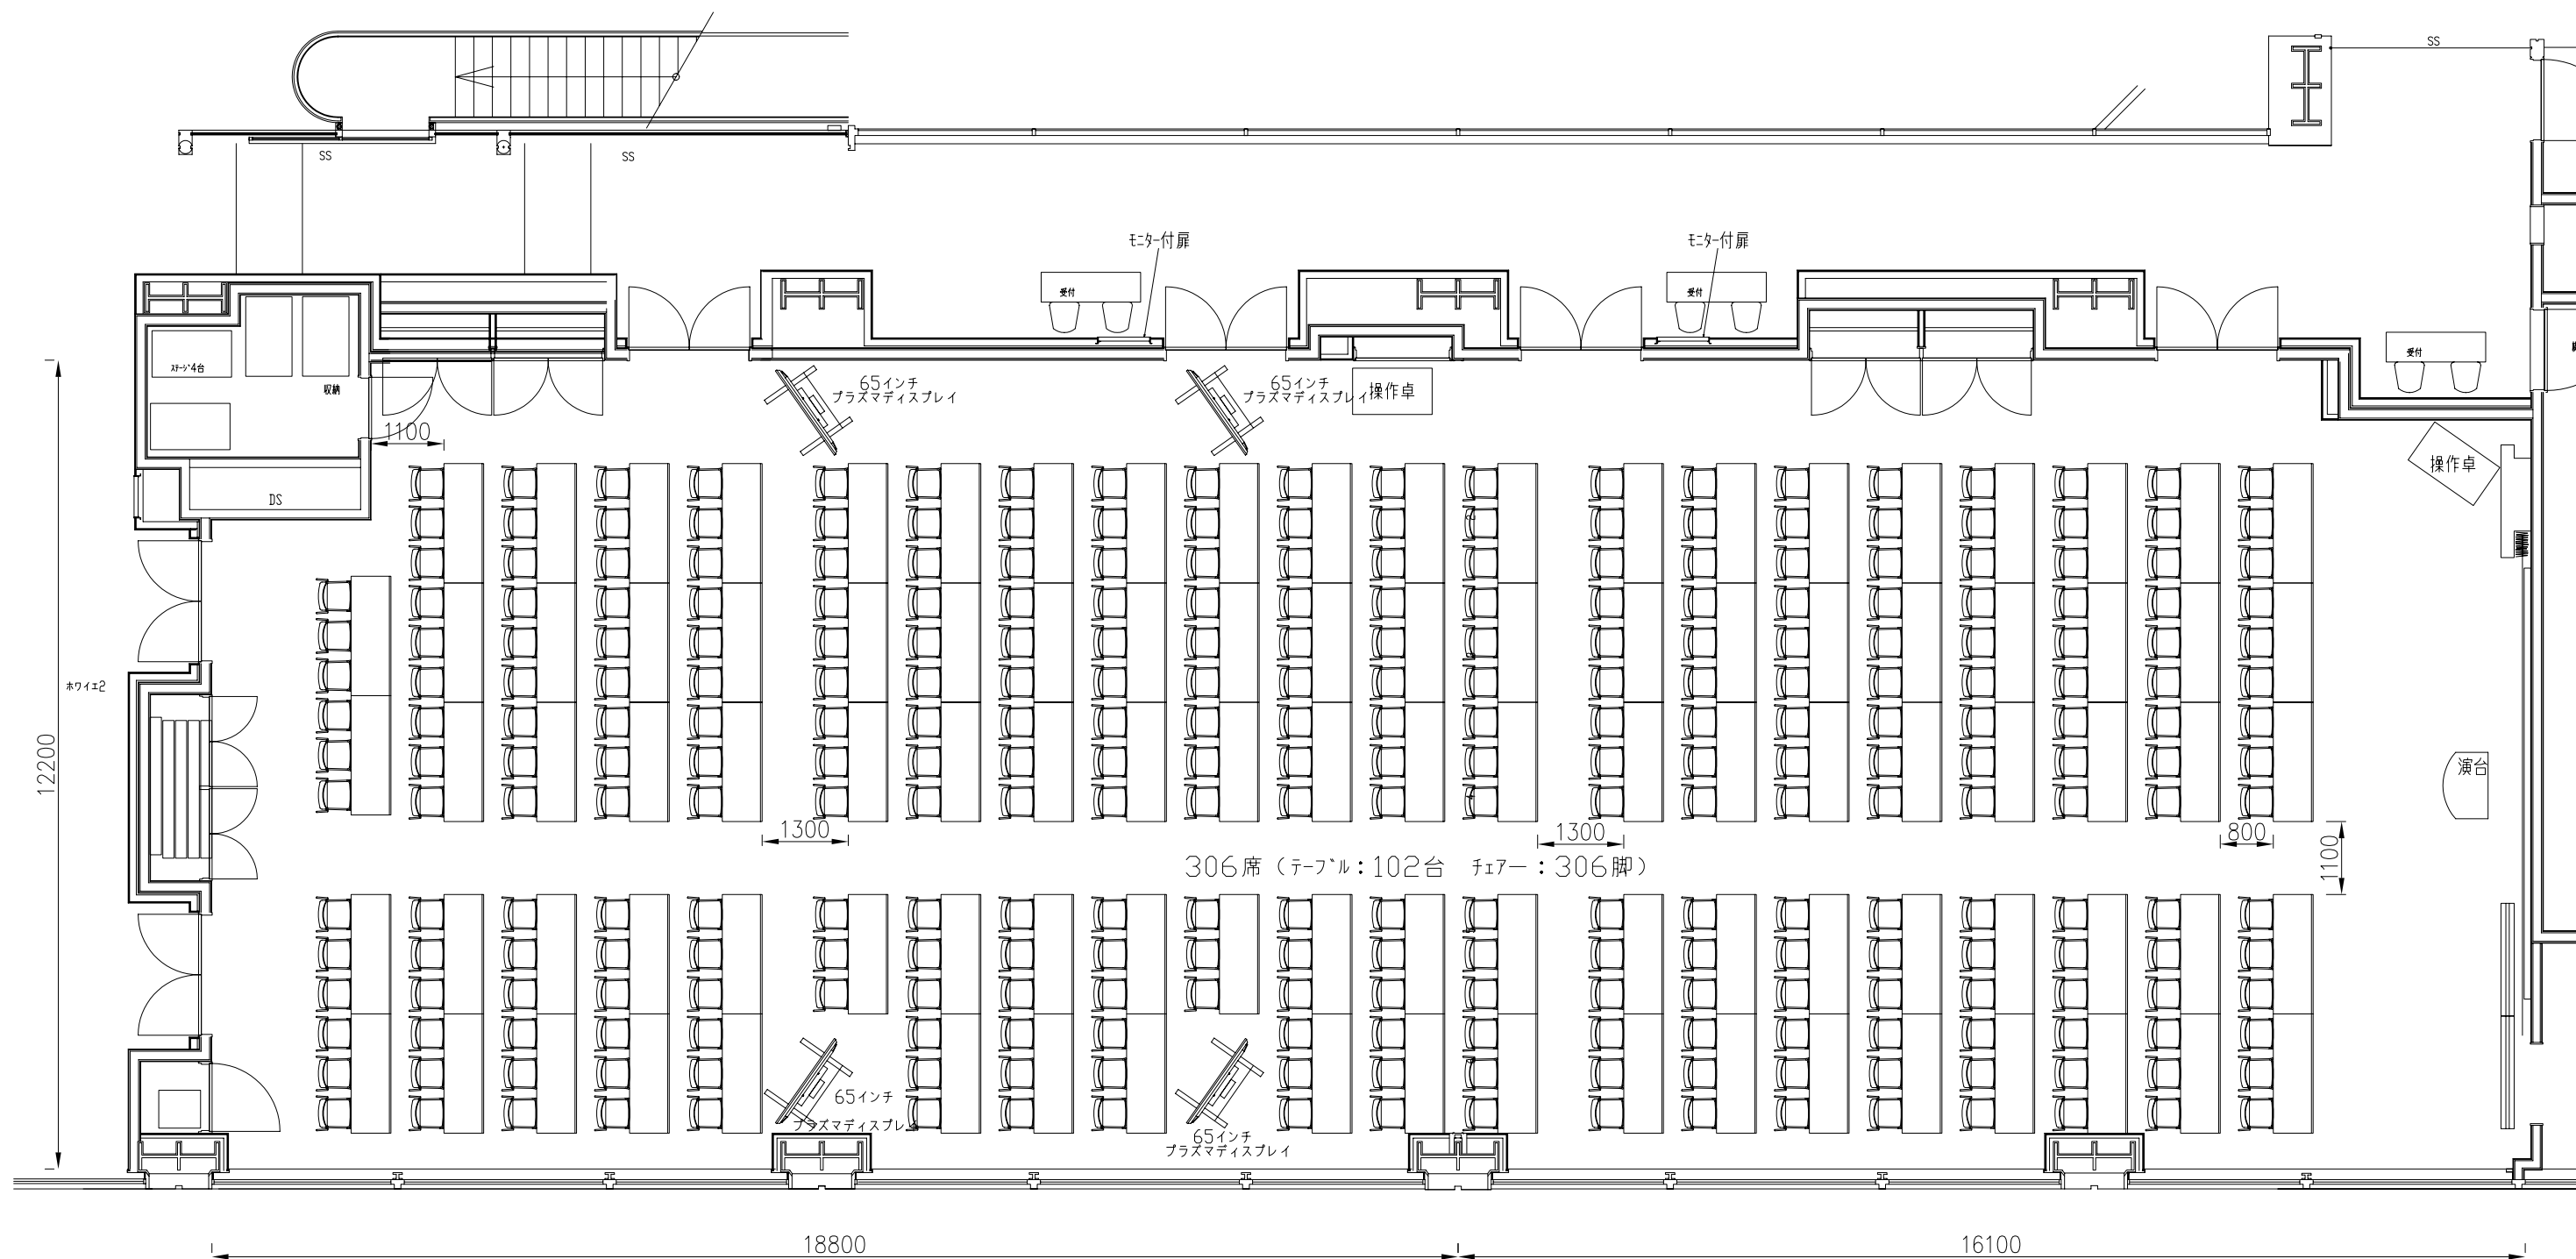 SS
SS
SS
モニター付扉
モニター付扉
受付
受付
受付
ステージ4台
収納
65インチ
プラズマディスプレイ
65インチ
プラズマディスプレイ
操作卓
1100
操作卓
DS
ホワイエ2
12200
演台
1300
1300
800
1100
306席（テーブル：102台　チェアー：306脚）
65インチ
プラズマディスプレイ
65インチ
プラズマディスプレイ
18800
16100